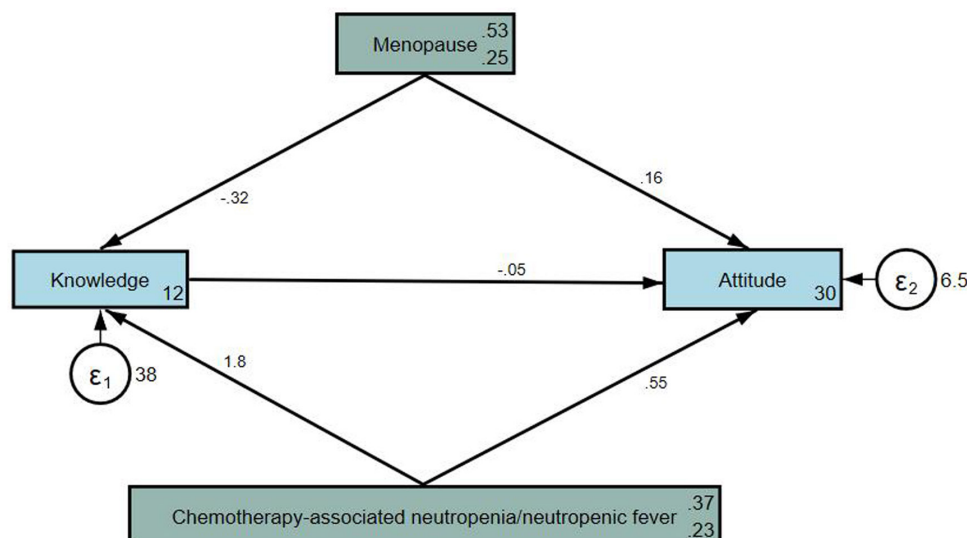 Menopause
.53
.25
-.32
.16
Knowledge
12
-.05
Attitude
30
ε2
6.5
ε1
38
1.8
.55
Chemotherapy-associated neutropenia/neutropenic fever
.37
.23